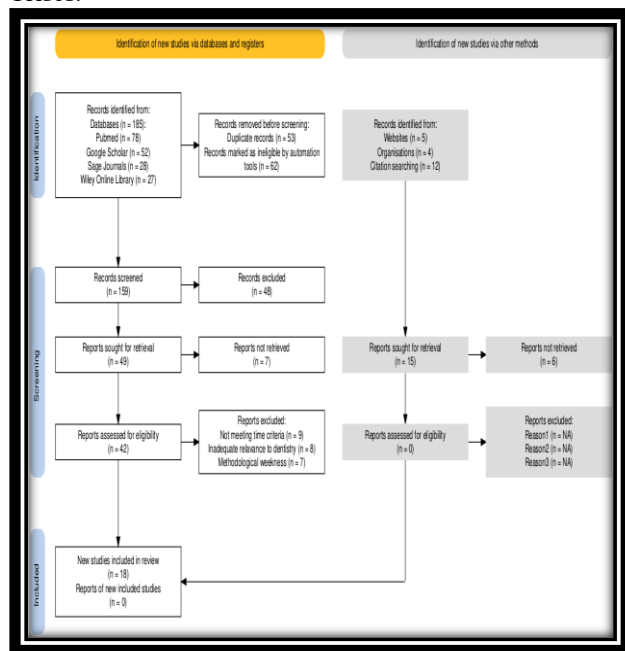 Identification of new studies via databases and registers
Identification of new studies via other methods
Identification
Records identified from:
Databases (n = 185):
Pubmed (n = 78)
Google Scholar (n = 52)
Sage Journals (n = 28)
Wiley Online Library (n = 27)
Records removed before screening:
Duplicate records (n = 53)
Records marked as ineligible by automation
tools (n = 62)
Records identified from:
Websites (n = 5)
Organisations (n = 4)
Citation searching (n = 12)
Screening
Records screened
(n = 159)
Records excluded
(n = 48)
Reports sought for retrieval
(n = 49)
Reports not retrieved
(n = 7)
Reports sought for retrieval
(n = 15)
Reports not retrieved
(n = 6)
Reports assessed for eligibility
(n = 42)
Reports excluded:
Not meeting time criteria (n = 9)
Inadequate relavance to dentistry (n = 8)
Methodological weekness (n = 7)
Reports assessed for eligibility
(n = 0)
Reports excluded:
Reason1 (n = NA)
Reason2 (n = NA)
Reason3 (n = NA)
Included
New studies included in review
(n = 18)
Reports of new included studies
(n = 0)